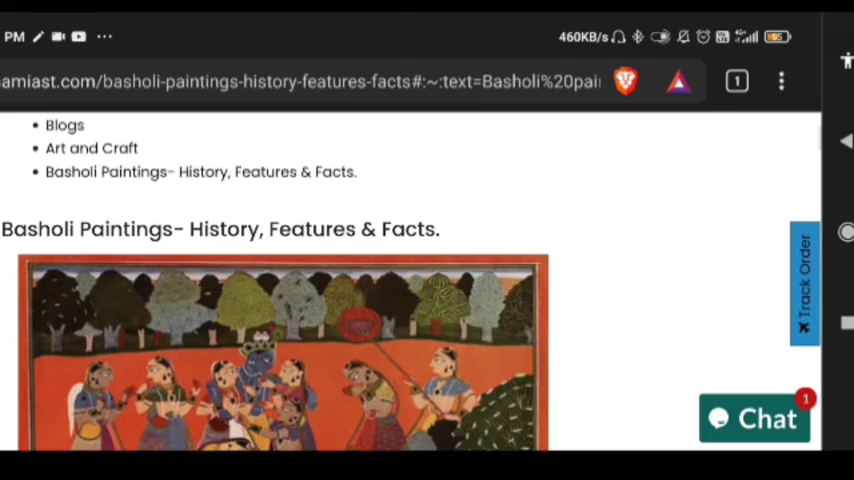 PM
460KB/s
55
amiast.com/basholi-paintings-history-features-facts#:~:text=Basholi%20pai
1
Blogs
Art and Craft
Basholi Paintings- History, Features & Facts.
Basholi Paintings- History, Features & Facts.
Track Order
Chat
1